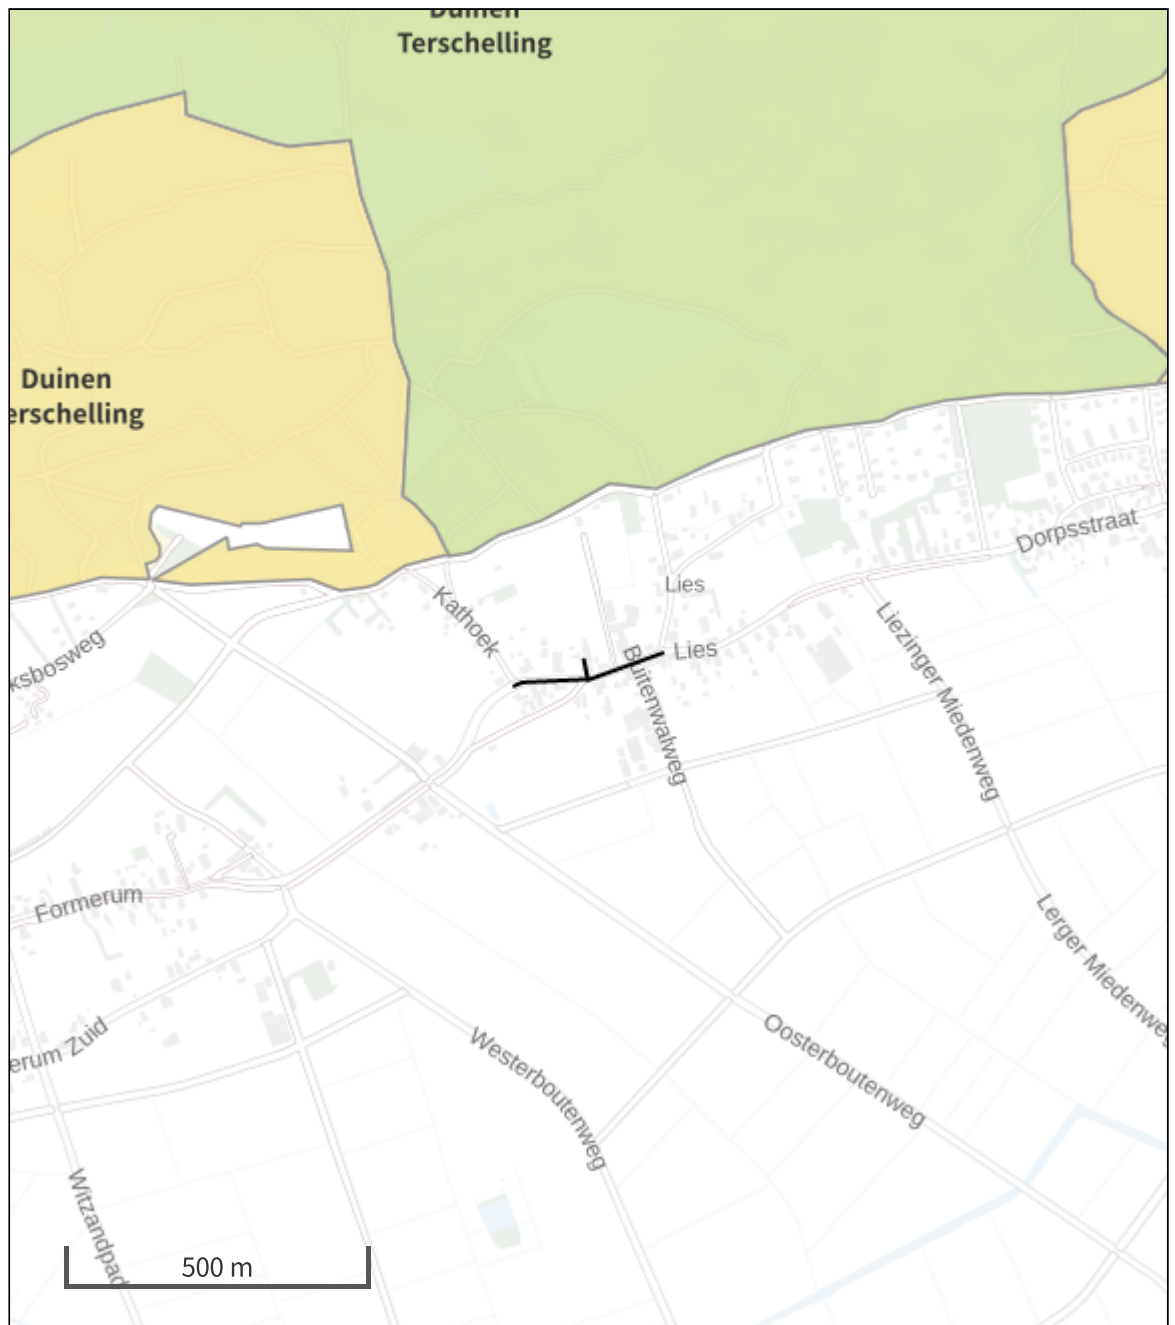 Duinen
Terschelling
Duinen
erschelling
Dorpsstraat
Lies
Kathoek
Lies
Buitenwalweg
Liezinger Miedenweg
ksbosweg
Formerum
Lerger Miedenweg
erum Zuid
Westerboutenweg
Oosterboutenweg
Witzandpad
500 m